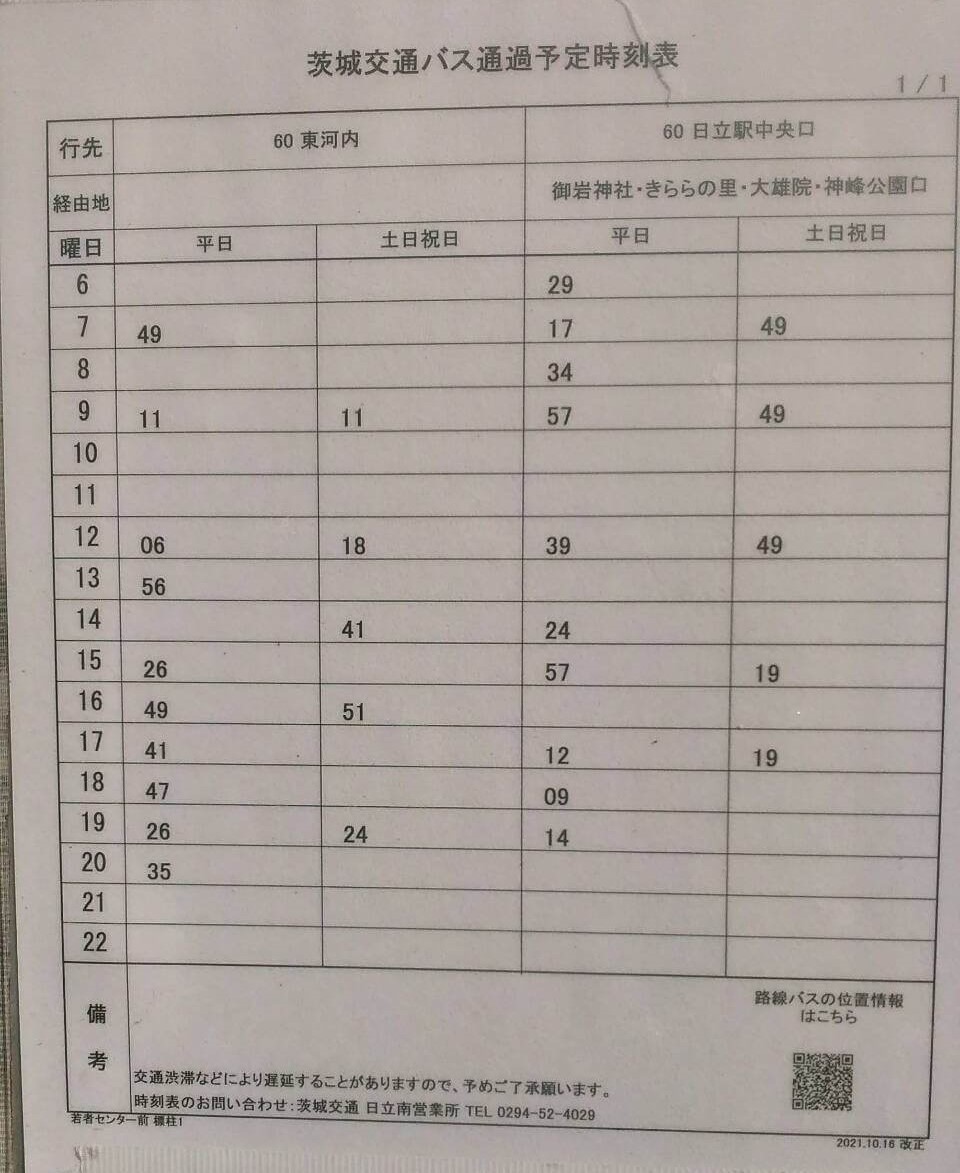 茨城交通バス通過予定時刻表
1 / 1
行先 60 東河内 60 日立駅中央口
経由地 御岩神社・きららの里・大雄院・神峰公園口
曜日 平日 土日祝日 平日 土日祝日
6 29
7 49 17 49
8 34
9 11 11 57 49
10
11
12 06 18 39 49
13 56
14 41 24
15 26 57 19
16 49 51
17 41 12 19
18 47 09
19 26 24 14
20 35
21
22
備考
路線バスの位置情報
はこちら
交通渋滞などにより遅延することがありますので、予めご了承願います。
時刻表のお問い合わせ：茨城交通 日立南営業所 TEL 0294-52-4029
若者センター前 標柱1
2021.10.16 改正